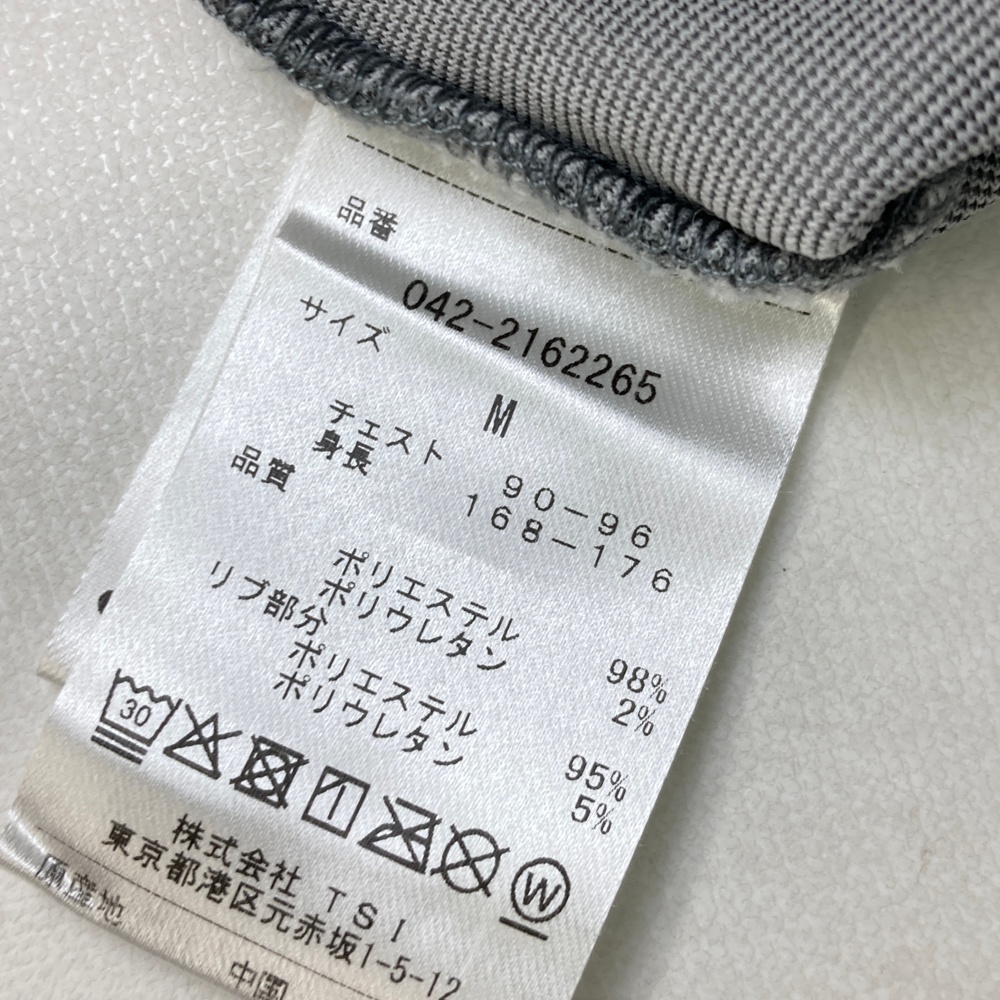 品番
042-2162265
サイズ
M
チェスト 90-96
身長 168-176
品質
ポリエステル 98%
ポリウレタン 2%
リブ部分
ポリエステル 95%
ポリウレタン 5%
30
W
株式会社 TSI
東京都港区元赤坂1-5-12
原産地
中国